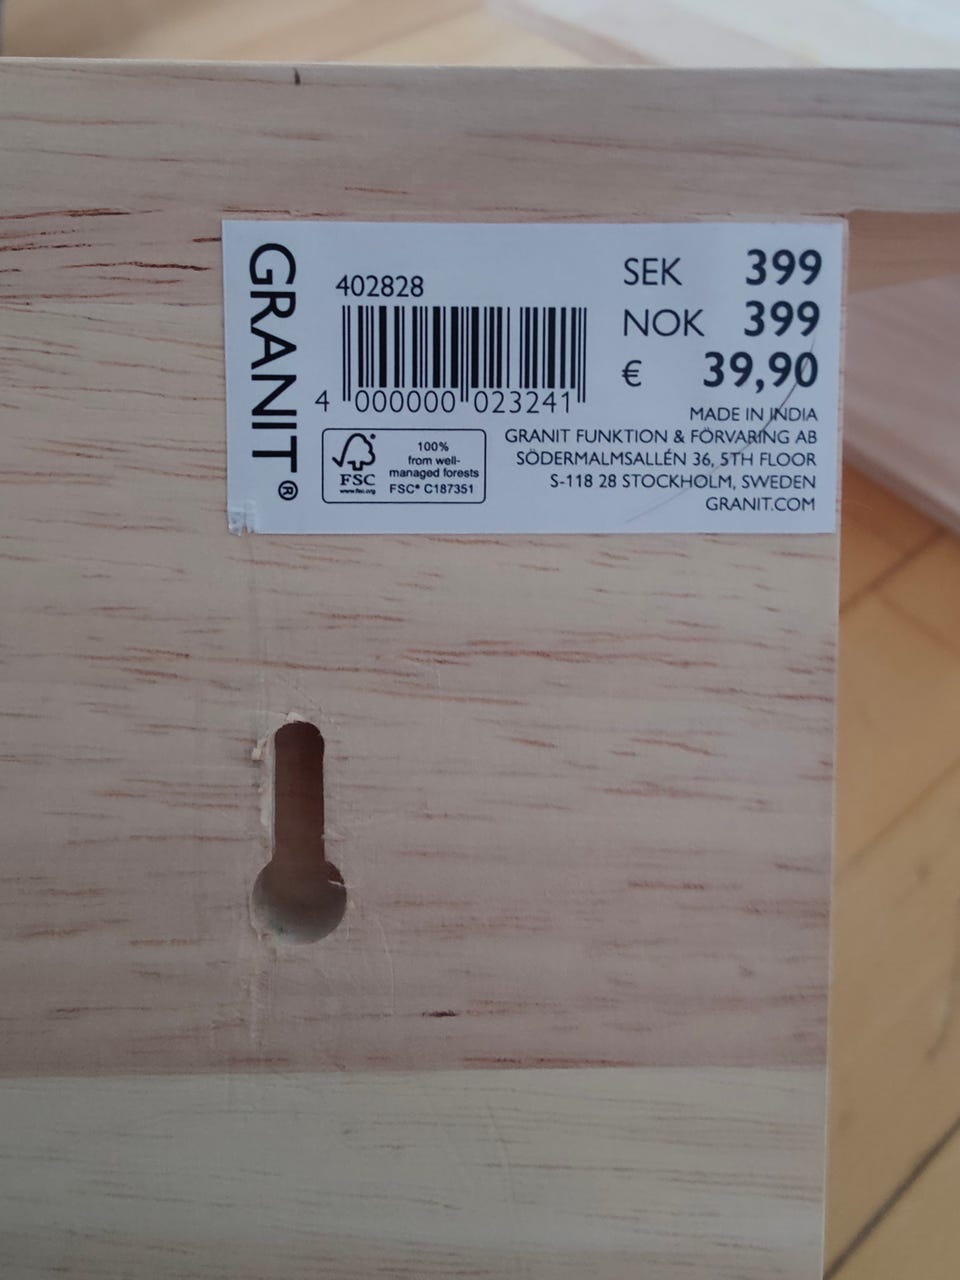 GRANIT®
402828
4 000000 023241
FSC
www.fsc.org
100%
from well-
managed forests
FSC® C187351
SEK 399
NOK 399
€ 39,90
MADE IN INDIA
GRANIT FUNKTION & FÖRVARING AB
SÖDERMALMSALLÉN 36, 5TH FLOOR
S-118 28 STOCKHOLM, SWEDEN
GRANIT.COM